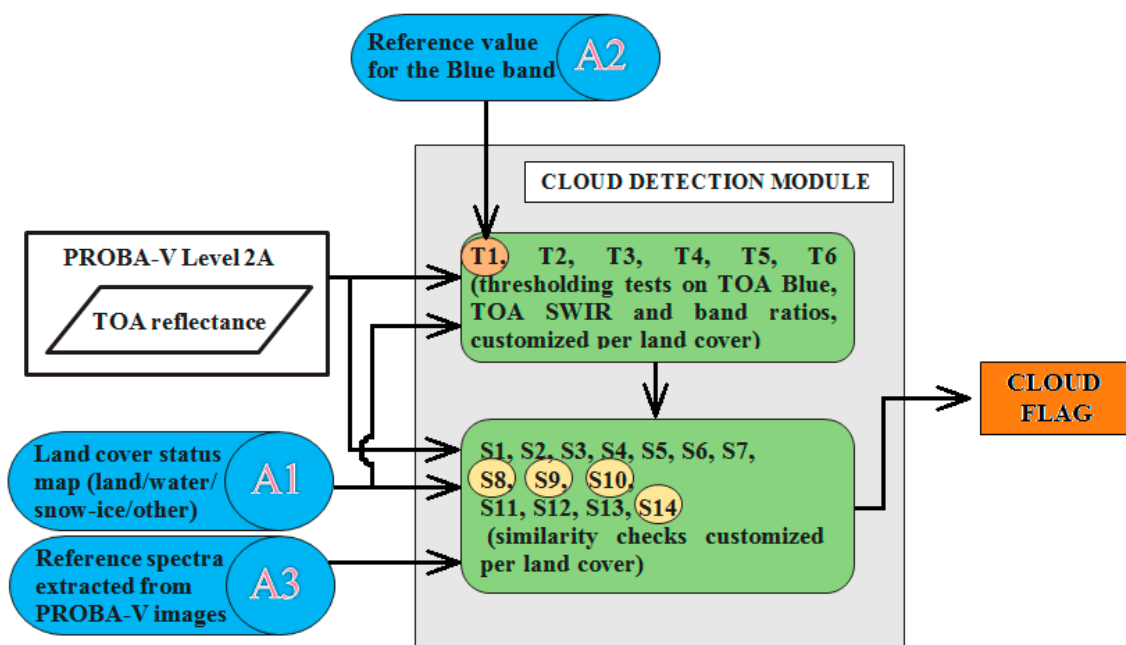 Reference value
for the Blue band
A2
CLOUD DETECTION MODULE
PROBA-V Level 2A
TOA reflectance
T1, T2, T3, T4, T5, T6
(thresholding tests on TOA Blue,
TOA SWIR and band ratios,
customized per land cover)
CLOUD
FLAG
Land cover status
map (land/water/
snow-ice/other)
A1
S1, S2, S3, S4, S5, S6, S7,
S8, S9, S10,
S11, S12, S13, S14
(similarity checks customized
per land cover)
Reference spectra
extracted from
PROBA-V images
A3